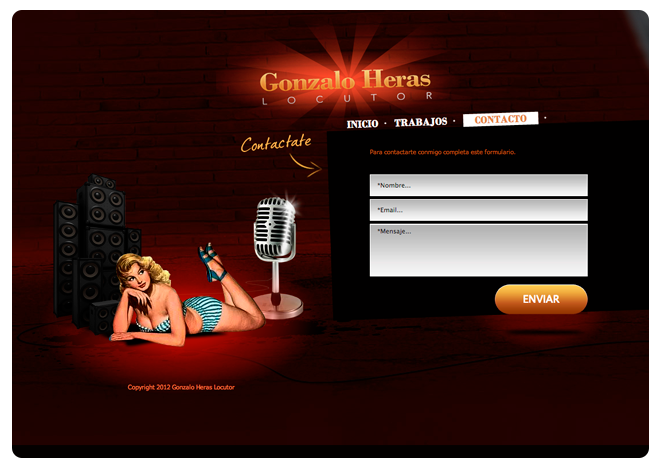 Gonzalo Heras
LOCUTOR
INICIO · TRABAJOS · CONTACTO ·
Contactate
Para contactarte conmigo completa este formulario.
*Nombre...
*Email...
*Mensaje...
ENVIAR
Copyright 2012 Gonzalo Heras Locutor